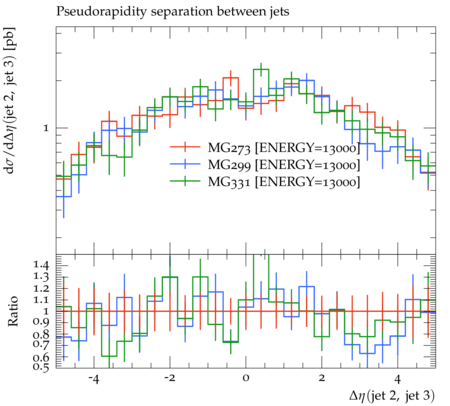 Pseudorapidity separation between jets
dσ/dΔη(jet 2, jet 3) [pb]
1
MG273 [ENERGY=13000]
MG299 [ENERGY=13000]
MG331 [ENERGY=13000]
Ratio
1.4
1.3
1.2
1.1
1
0.9
0.8
0.7
0.6
0.5
-4 -2 0 2 4
Δη(jet 2, jet 3)